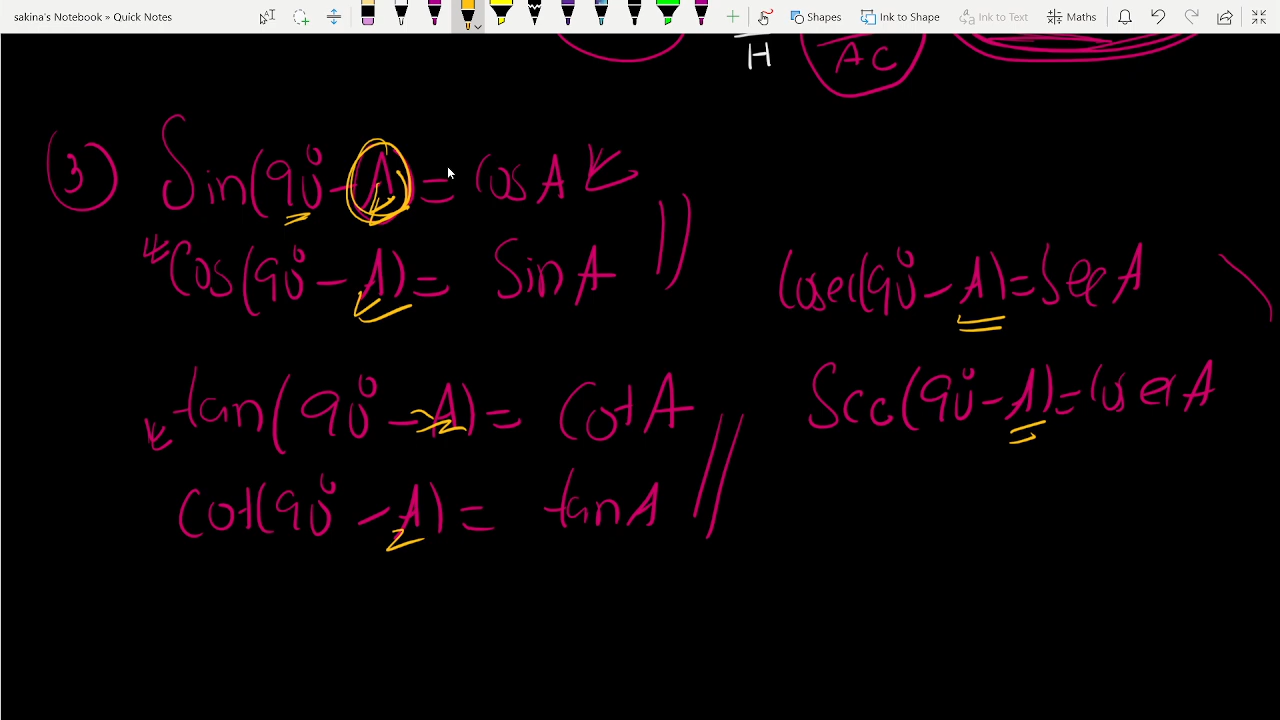 sakina's Notebook » Quick Notes
Shapes
Ink to Shape
Ink to Text
Maths
H
AC
(3) Sin(90°-A)= Cos A
Cos(90°-A)= Sin A
tan(90°-A)= Cot A
Cot(90°-A)= tan A
Cosec(90°-A)=Sec A
Sec(90°-A)=Cosec A